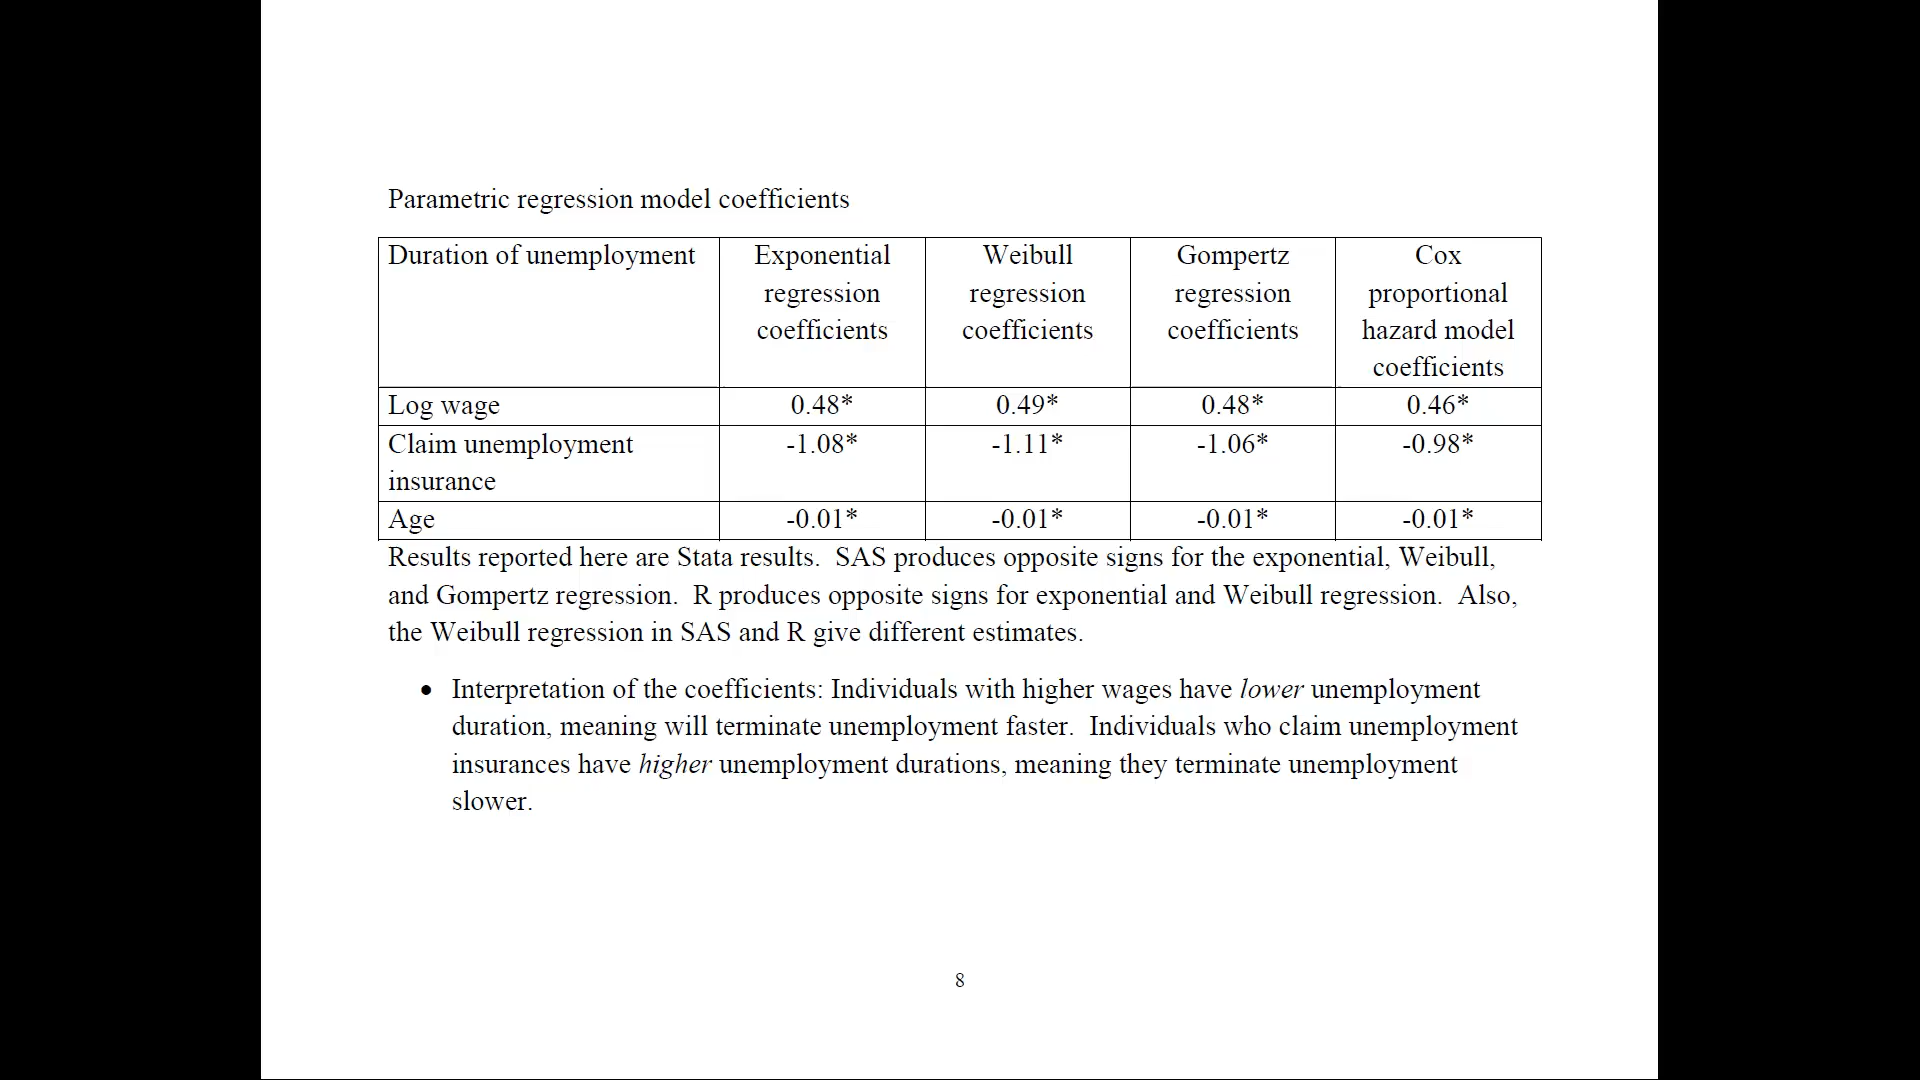 Parametric regression model coefficients
Duration of unemployment
Exponential
regression
coefficients
Weibull
regression
coefficients
Gompertz
regression
coefficients
Cox
proportional
hazard model
coefficients
Log wage 0.48* 0.49* 0.48* 0.46*
Claim unemployment
insurance
-1.08* -1.11* -1.06* -0.98*
Age -0.01* -0.01* -0.01* -0.01*
Results reported here are Stata results.  SAS produces opposite signs for the exponential, Weibull,
and Gompertz regression.  R produces opposite signs for exponential and Weibull regression.  Also,
the Weibull regression in SAS and R give different estimates.
• Interpretation of the coefficients: Individuals with higher wages have lower unemployment
duration, meaning will terminate unemployment faster.  Individuals who claim unemployment
insurances have higher unemployment durations, meaning they terminate unemployment
slower.
8